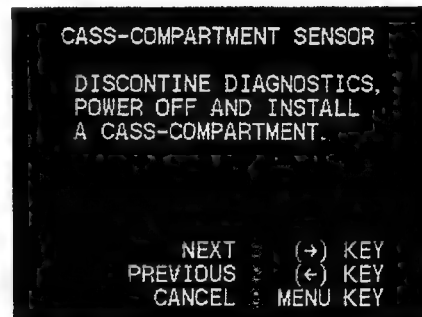 CASS-COMPARTMENT SENSOR
DISCONTINE DIAGNOSTICS,
POWER OFF AND INSTALL
A CASS-COMPARTMENT.
NEXT : (→) KEY
PREVIOUS : (←) KEY
CANCEL : MENU KEY